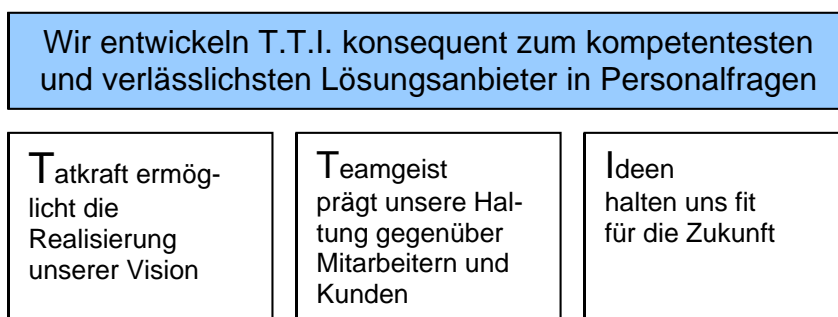 Wir entwickeln T.T.I. konsequent zum kompetentesten
und verlässlichsten Lösungsanbieter in Personalfragen
Tatkraft ermög-
licht die
Realisierung
unserer Vision
Teamgeist
prägt unsere Hal-
tung gegenüber
Mitarbeitern und
Kunden
Ideen
halten uns fit
für die Zukunft